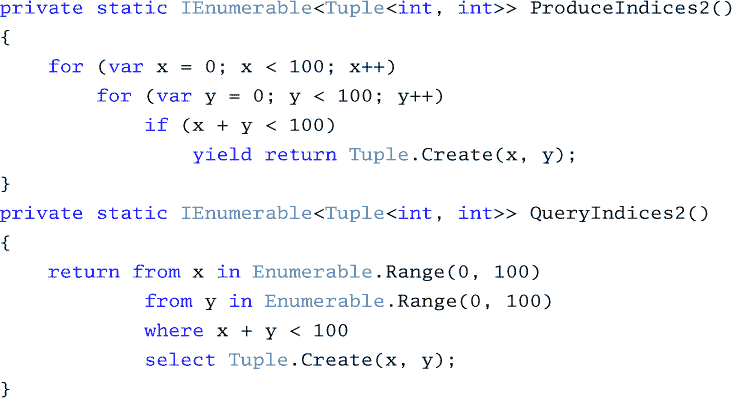 private static IEnumerable<Tuple<int, int>> ProduceIndices2()
{
    for (var x = 0; x < 100; x++)
        for (var y = 0; y < 100; y++)
            if (x + y < 100)
                yield return Tuple.Create(x, y);
}
private static IEnumerable<Tuple<int, int>> QueryIndices2()
{
    return from x in Enumerable.Range(0, 100)
            from y in Enumerable.Range(0, 100)
            where x + y < 100
            select Tuple.Create(x, y);
}